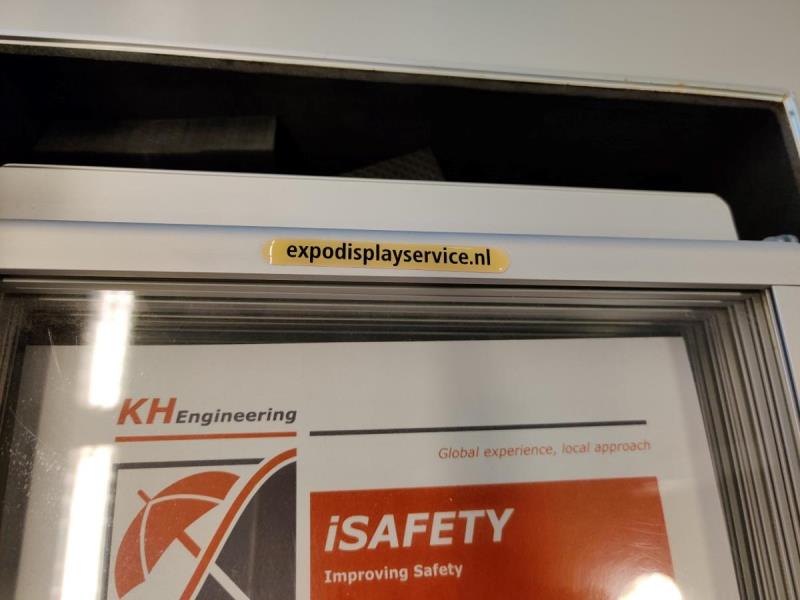 expodisplayservice.nl
KH Engineering
Global experience, local approach
iSAFETY
Improving Safety